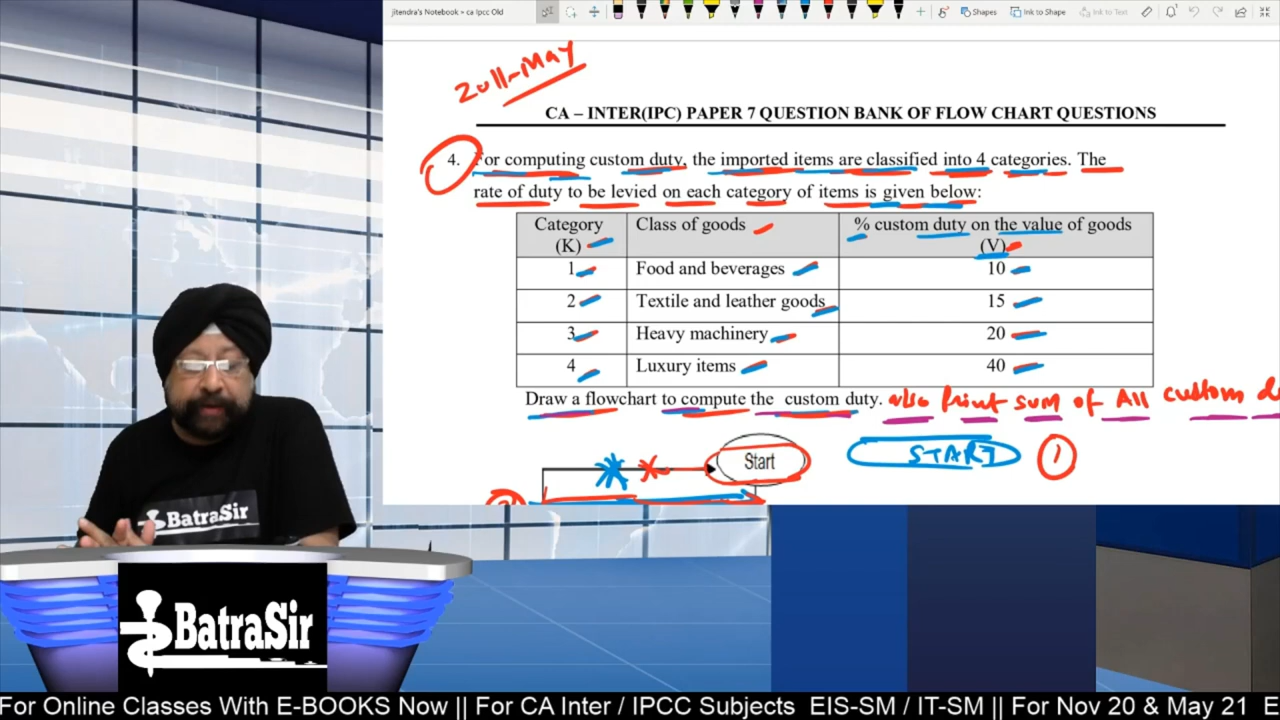 jitendra's Notebook » ca Ipcc Old
Shapes
Ink to Shape
Ink to Text
2011-May
CA – INTER(IPC) PAPER 7 QUESTION BANK OF FLOW CHART QUESTIONS
4. For computing custom duty, the imported items are classified into 4 categories. The
rate of duty to be levied on each category of items is given below:
Category (K) Class of goods % custom duty on the value of goods (V)
1 Food and beverages 10
2 Textile and leather goods 15
3 Heavy machinery 20
4 Luxury items 40
Draw a flowchart to compute the custom duty. also print sum of All custom
Start START 1
BatraSir
BatraSir
For Online Classes With E-BOOKS Now || For CA Inter / IPCC Subjects EIS-SM / IT-SM || For Nov 20 & May 21 E